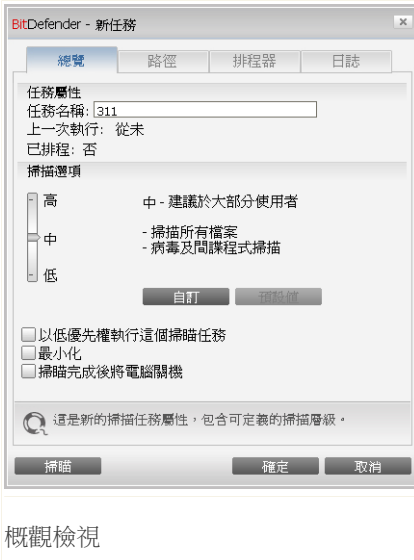 BitDefender - 新任務
總覽 路徑 排程器 日誌
任務屬性
任務名稱: 311
上一次執行: 從未
已排程: 否
掃描選項
高
中 - 建議於大部分使用者
中
- 掃描所有檔案
- 病毒及間諜程式掃描
低
自訂 預設值
以低優先權執行這個掃瞄任務
最小化
掃瞄完成後將電腦關機
這是新的掃描任務屬性，包含可定義的掃描層級。
掃瞄 確定 取消
概觀檢視